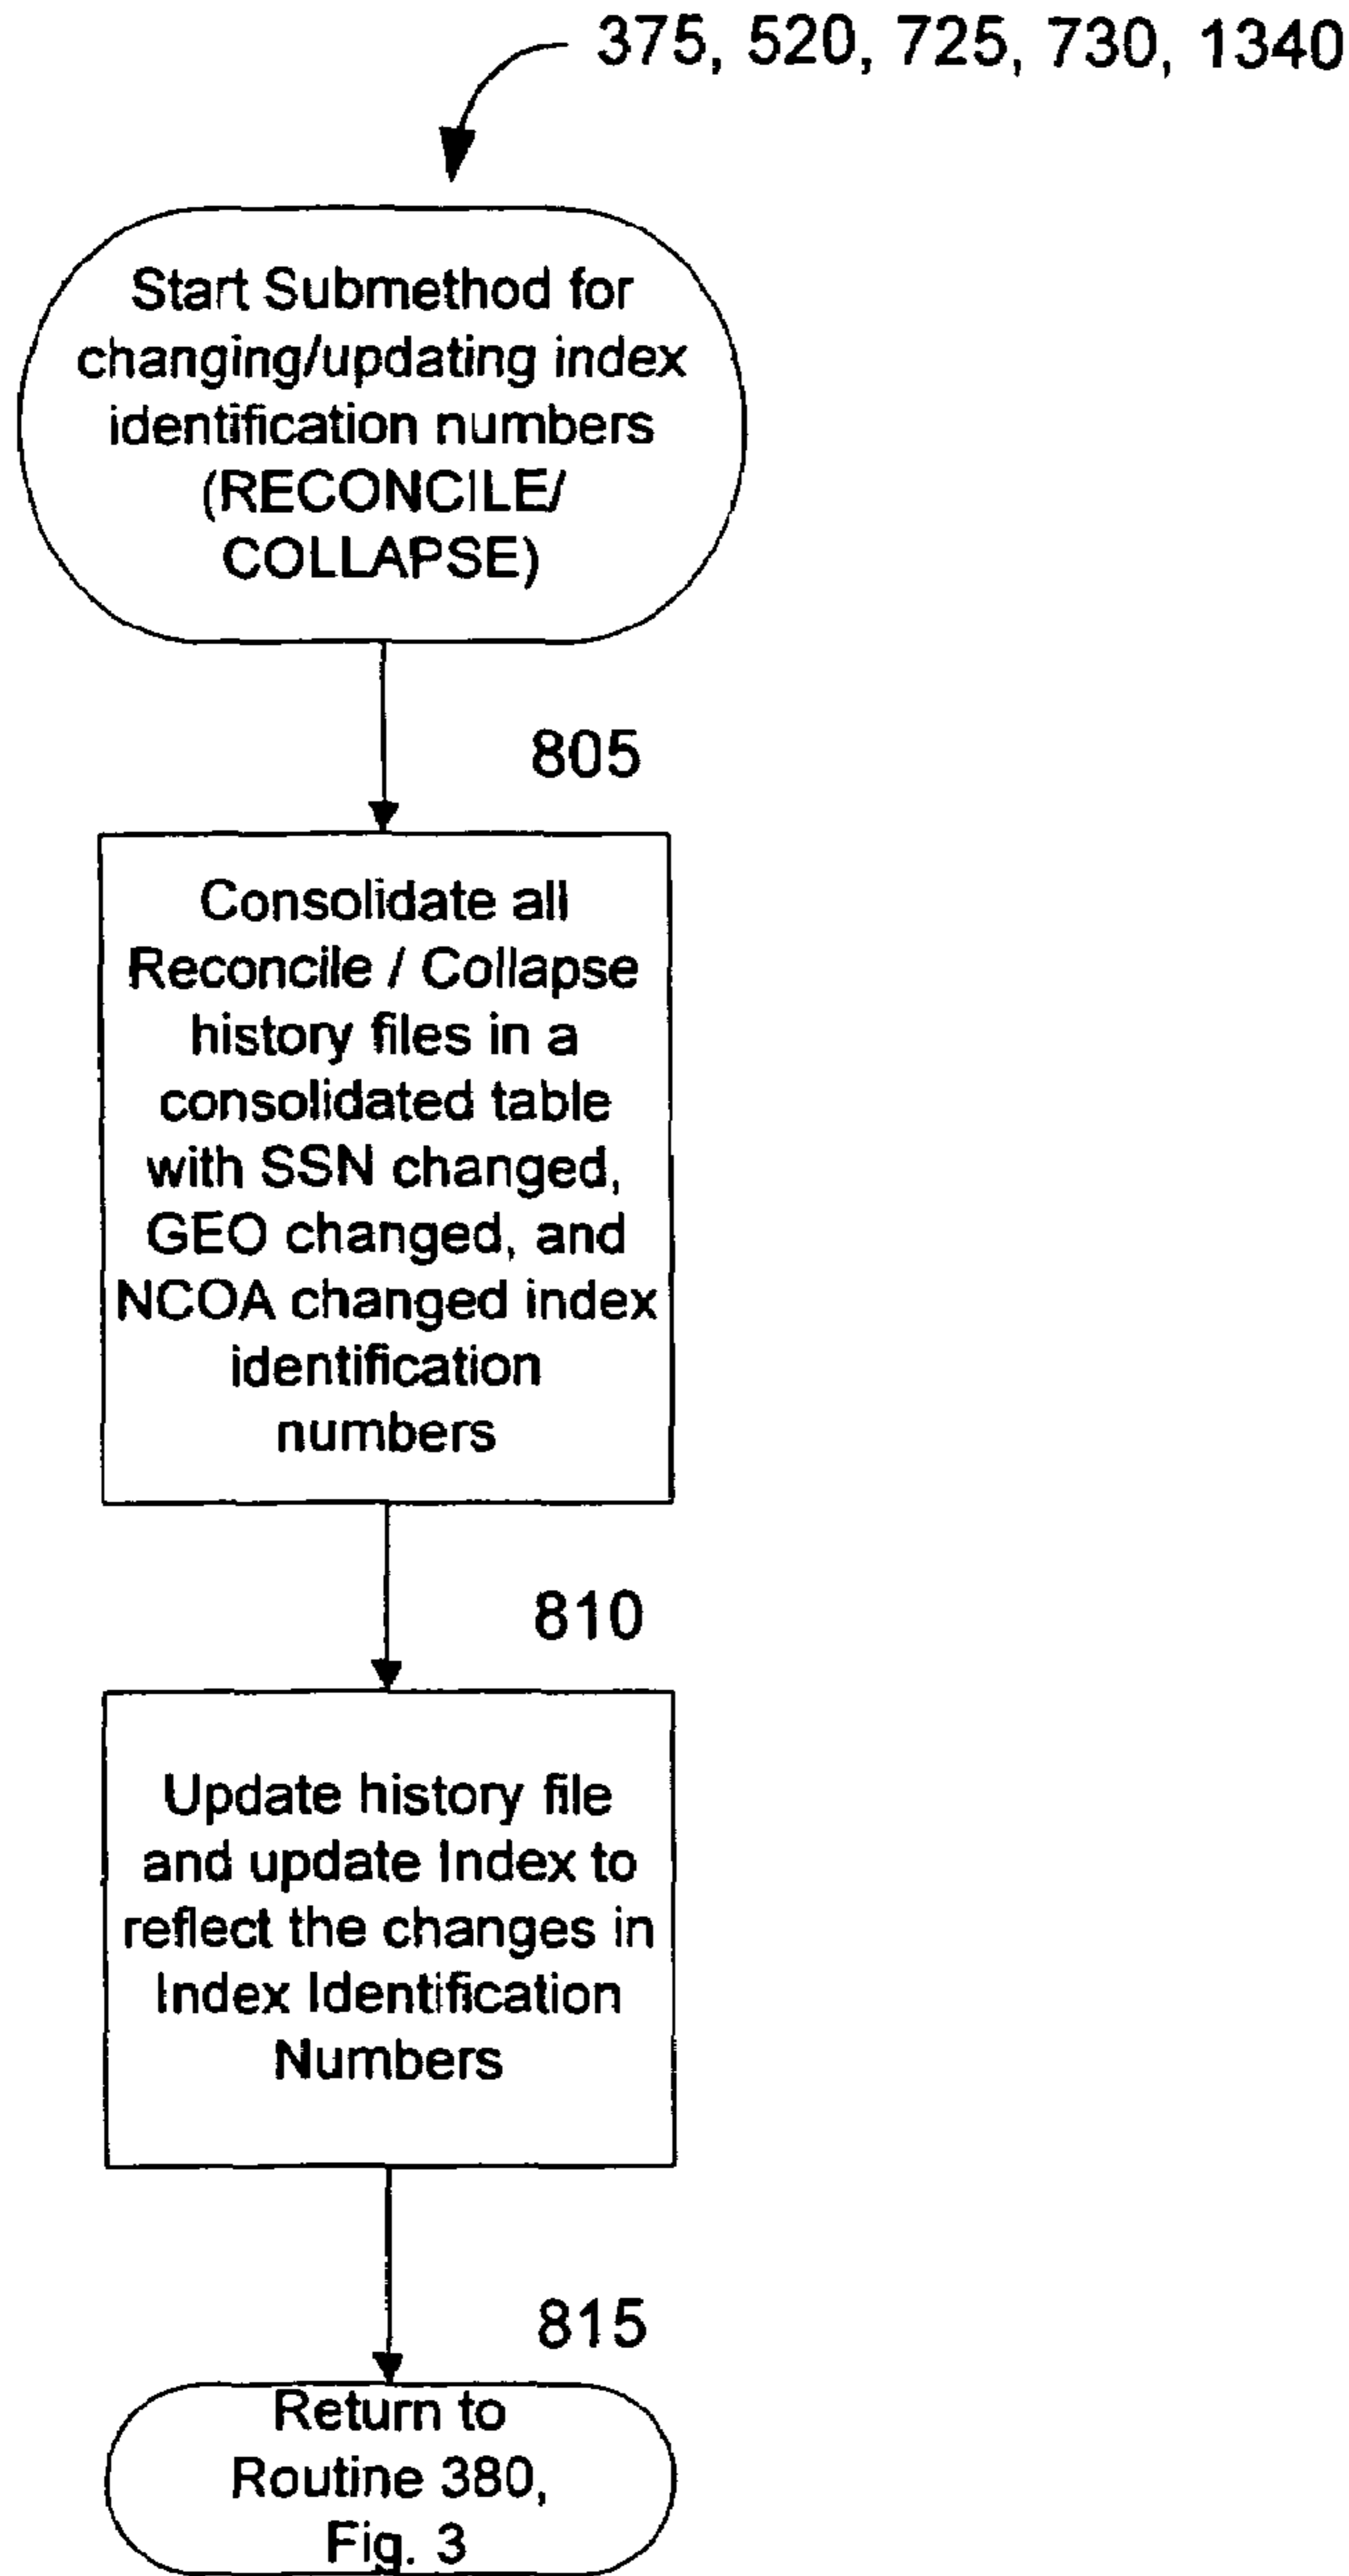 375, 520, 725, 730, 1340
Start Submethod for
changing/updating index
identification numbers
(RECONCILE/
COLLAPSE)
805
Consolidate all
Reconcile / Collapse
history files in a
consolidated table
with SSN changed,
GEO changed, and
NCOA changed index
identification
numbers
810
Update history file
and update Index to
reflect the changes in
Index Identification
Numbers
815
Return to
Routine 380,
Fig. 3